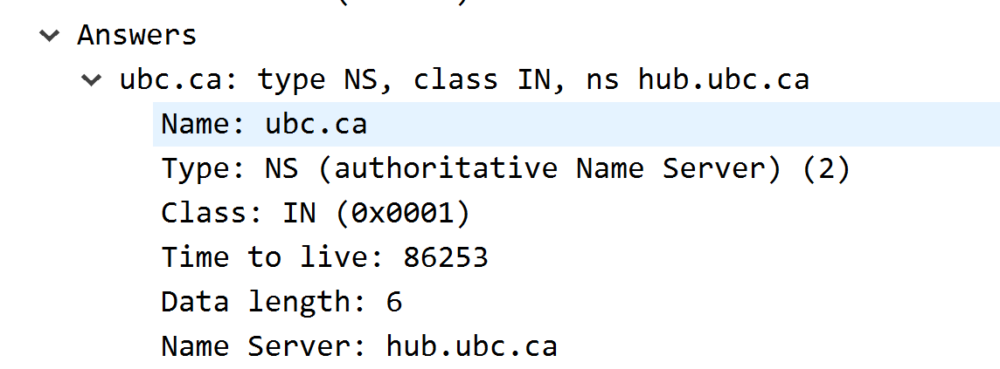 Answers
ubc.ca: type NS, class IN, ns hub.ubc.ca
Name: ubc.ca
Type: NS (authoritative Name Server) (2)
Class: IN (0x0001)
Time to live: 86253
Data length: 6
Name Server: hub.ubc.ca